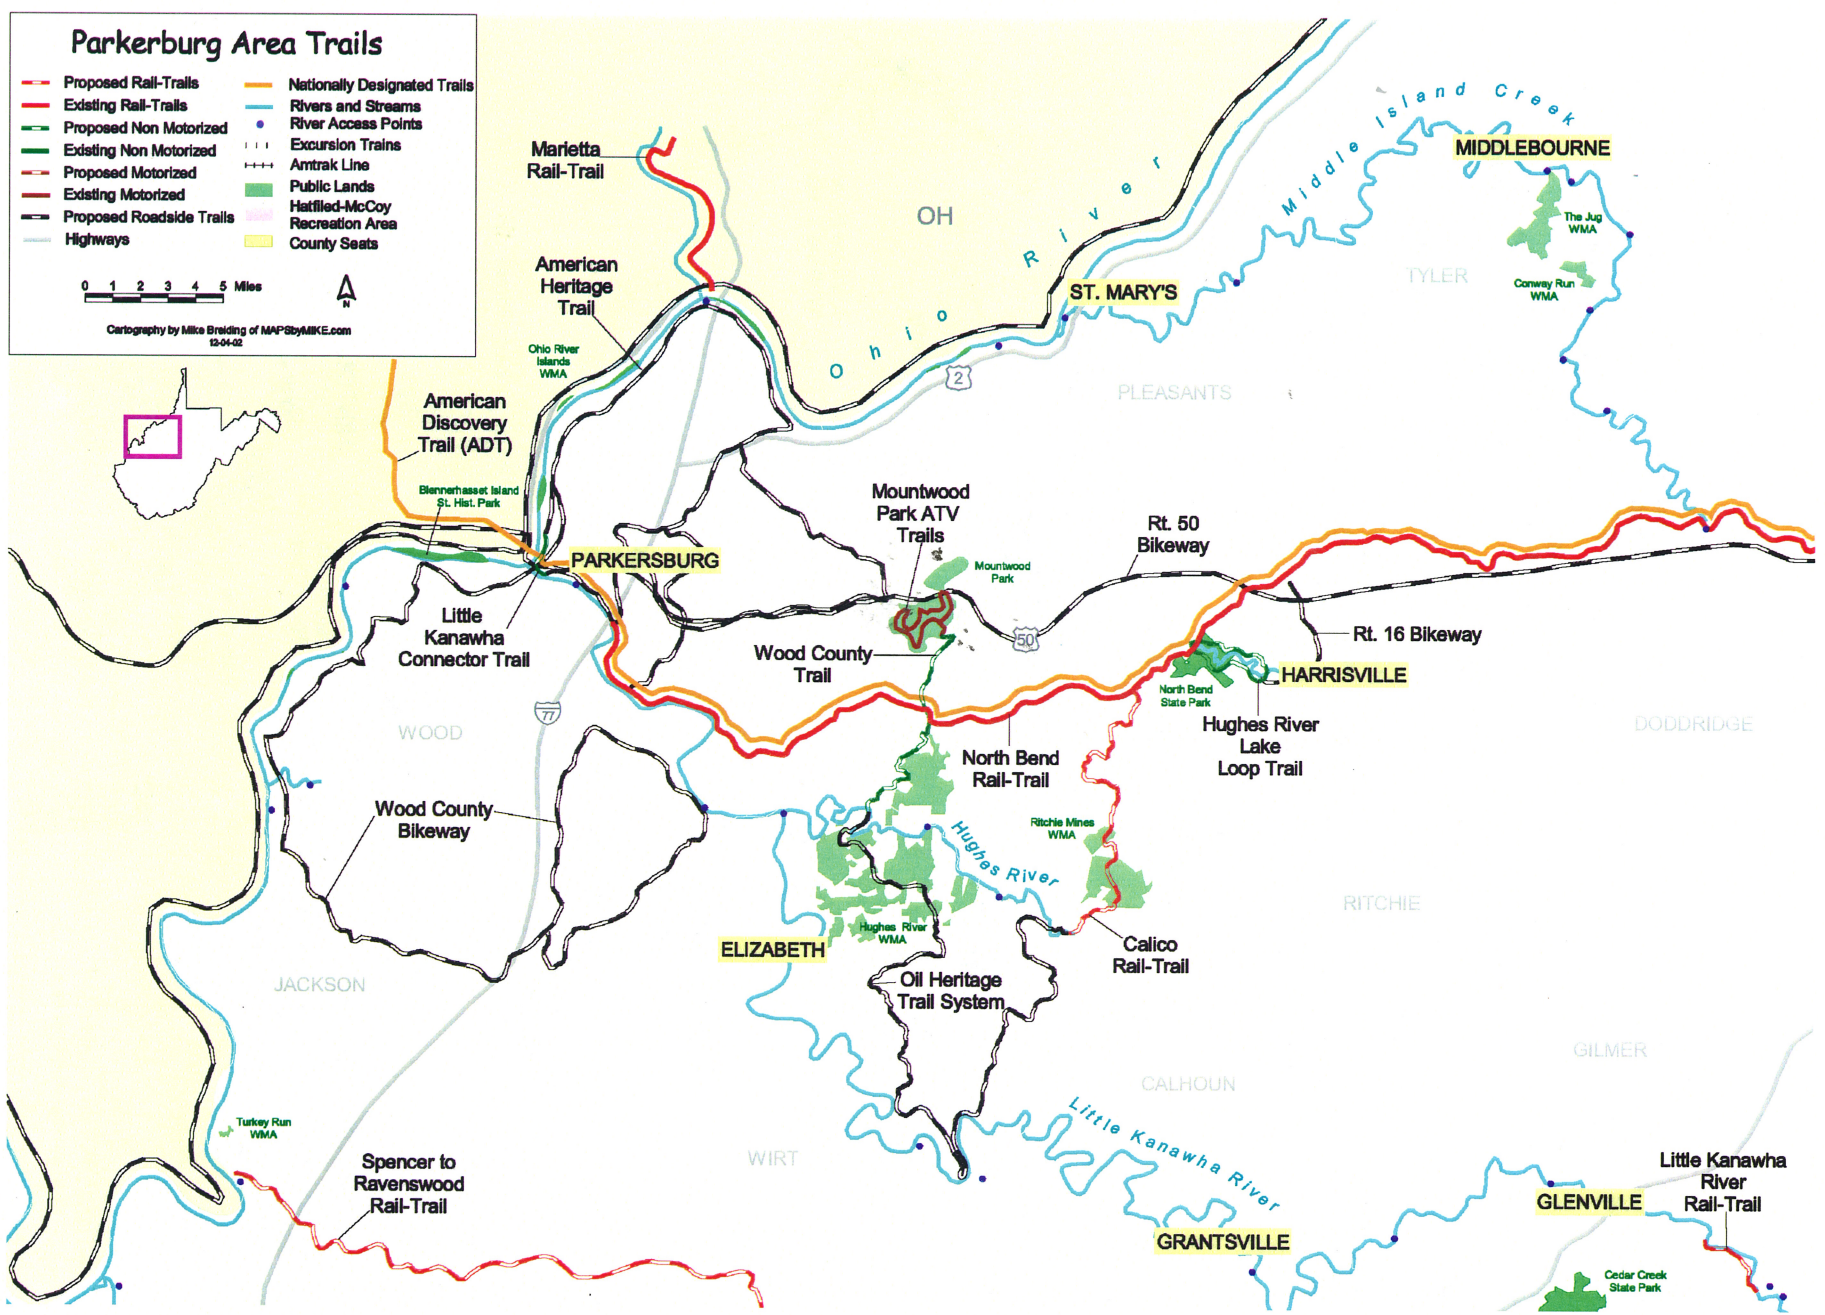 Parkerburg Area Trails
Proposed Rail-Trails
Existing Rail-Trails
Proposed Non Motorized
Existing Non Motorized
Proposed Motorized
Existing Motorized
Proposed Roadside Trails
Highways
Nationally Designated Trails
Rivers and Streams
River Access Points
Excursion Trains
Amtrak Line
Public Lands
Hatfiled-McCoy
Recreation Area
County Seats
0 1 2 3 4 5 Miles
N
Cartography by Mike Breiding of MAPSbyMIKE.com
12-04-02
Marietta
Rail-Trail
OH
Ohio River
Middle Island Creek
MIDDLEBOURNE
The Jug
WMA
Conway Run
WMA
TYLER
American
Heritage
Trail
ST. MARY'S
Ohio River
Islands
WMA
2
PLEASANTS
American
Discovery
Trail (ADT)
Blennerhasset Island
St. Hist. Park
Mountwood
Park ATV
Trails
Rt. 50
Bikeway
PARKERSBURG
Mountwood
Park
Little
Kanawha
Connector Trail
50
Rt. 16 Bikeway
Wood County
Trail
HARRISVILLE
North Bend
State Park
77
WOOD
Hughes River
Lake
Loop Trail
DODDRIDGE
North Bend
Rail-Trail
Wood County
Bikeway
Ritchie Mines
WMA
Hughes River
RITCHIE
Hughes River
WMA
ELIZABETH
Calico
Rail-Trail
JACKSON
Oil Heritage
Trail System
GILMER
CALHOUN
Little Kanawha River
Turkey Run
WMA
WIRT
Spencer to
Ravenswood
Rail-Trail
Little Kanawha
River
Rail-Trail
GLENVILLE
GRANTSVILLE
Cedar Creek
State Park